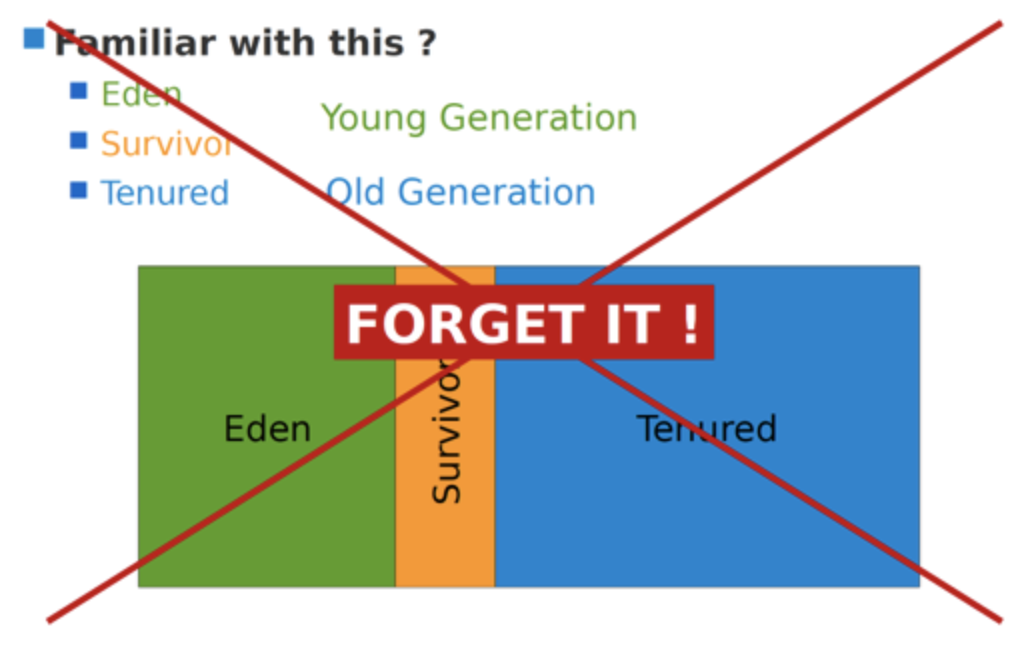 Familiar with this ?
Eden
Survivor
Tenured
Young Generation
Old Generation
FORGET IT !
Eden
Survivor
Tenured